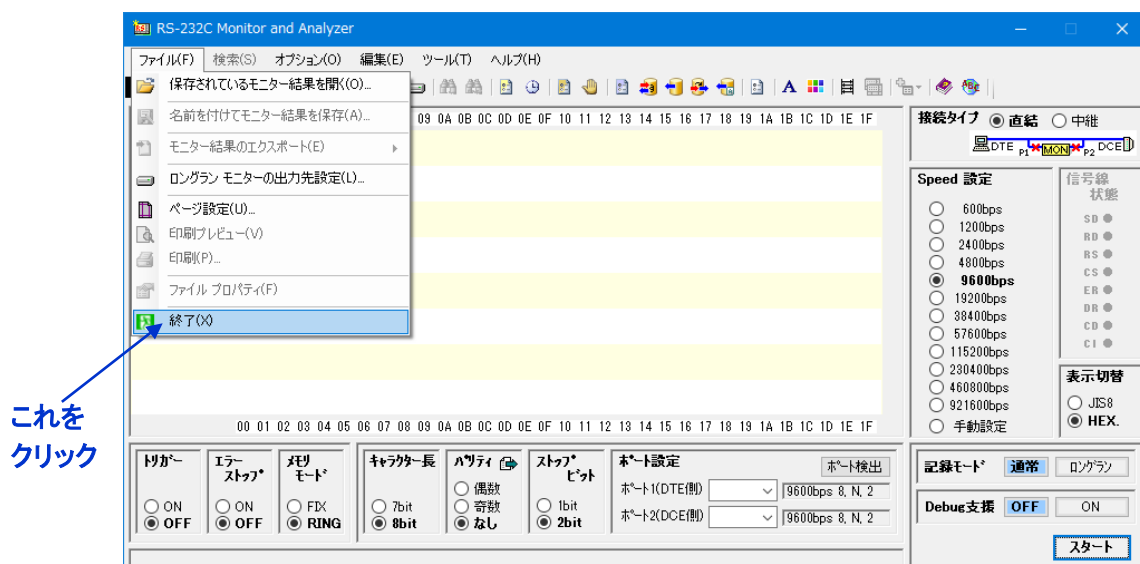 RS-232C Monitor and Analyzer
ファイル(F) 検索(S) オプション(O) 編集(E) ツール(T) ヘルプ(H)
保存されているモニター結果を開く(O)...
名前を付けてモニター結果を保存(A)...
モニター結果のエクスポート(E)
ロングラン モニターの出力先設定(L)...
ページ設定(U)...
印刷プレビュー(V)
印刷(P)...
ファイル プロパティ(F)
終了(X)
これを
クリック
09 0A 0B 0C 0D 0E 0F 10 11 12 13 14 15 16 17 18 19 1A 1B 1C 1D 1E 1F
00 01 02 03 04 05 06 07 08 09 0A 0B 0C 0D 0E 0F 10 11 12 13 14 15 16 17 18 19 1A 1B 1C 1D 1E 1F
接続タイプ 直結 中継
DTE P1 MON P2 DCE
Speed 設定
600bps
1200bps
2400bps
4800bps
9600bps
19200bps
38400bps
57600bps
115200bps
230400bps
460800bps
921600bps
手動設定
信号線
状態
SD
RD
RS
CS
ER
DR
CD
CI
表示切替
JIS8
HEX.
トリガー
ON
OFF
エラー
ストップ
ON
OFF
メモリ
モード
FIX
RING
キャラクター長
7bit
8bit
パリティ
偶数
奇数
なし
ストップ
ビット
1bit
2bit
ポート設定 ポート検出
ポート1(DTE側) 9600bps 8, N, 2
ポート2(DCE側) 9600bps 8, N, 2
記録モード 通常 ロングラン
Debug支援 OFF ON
スタート